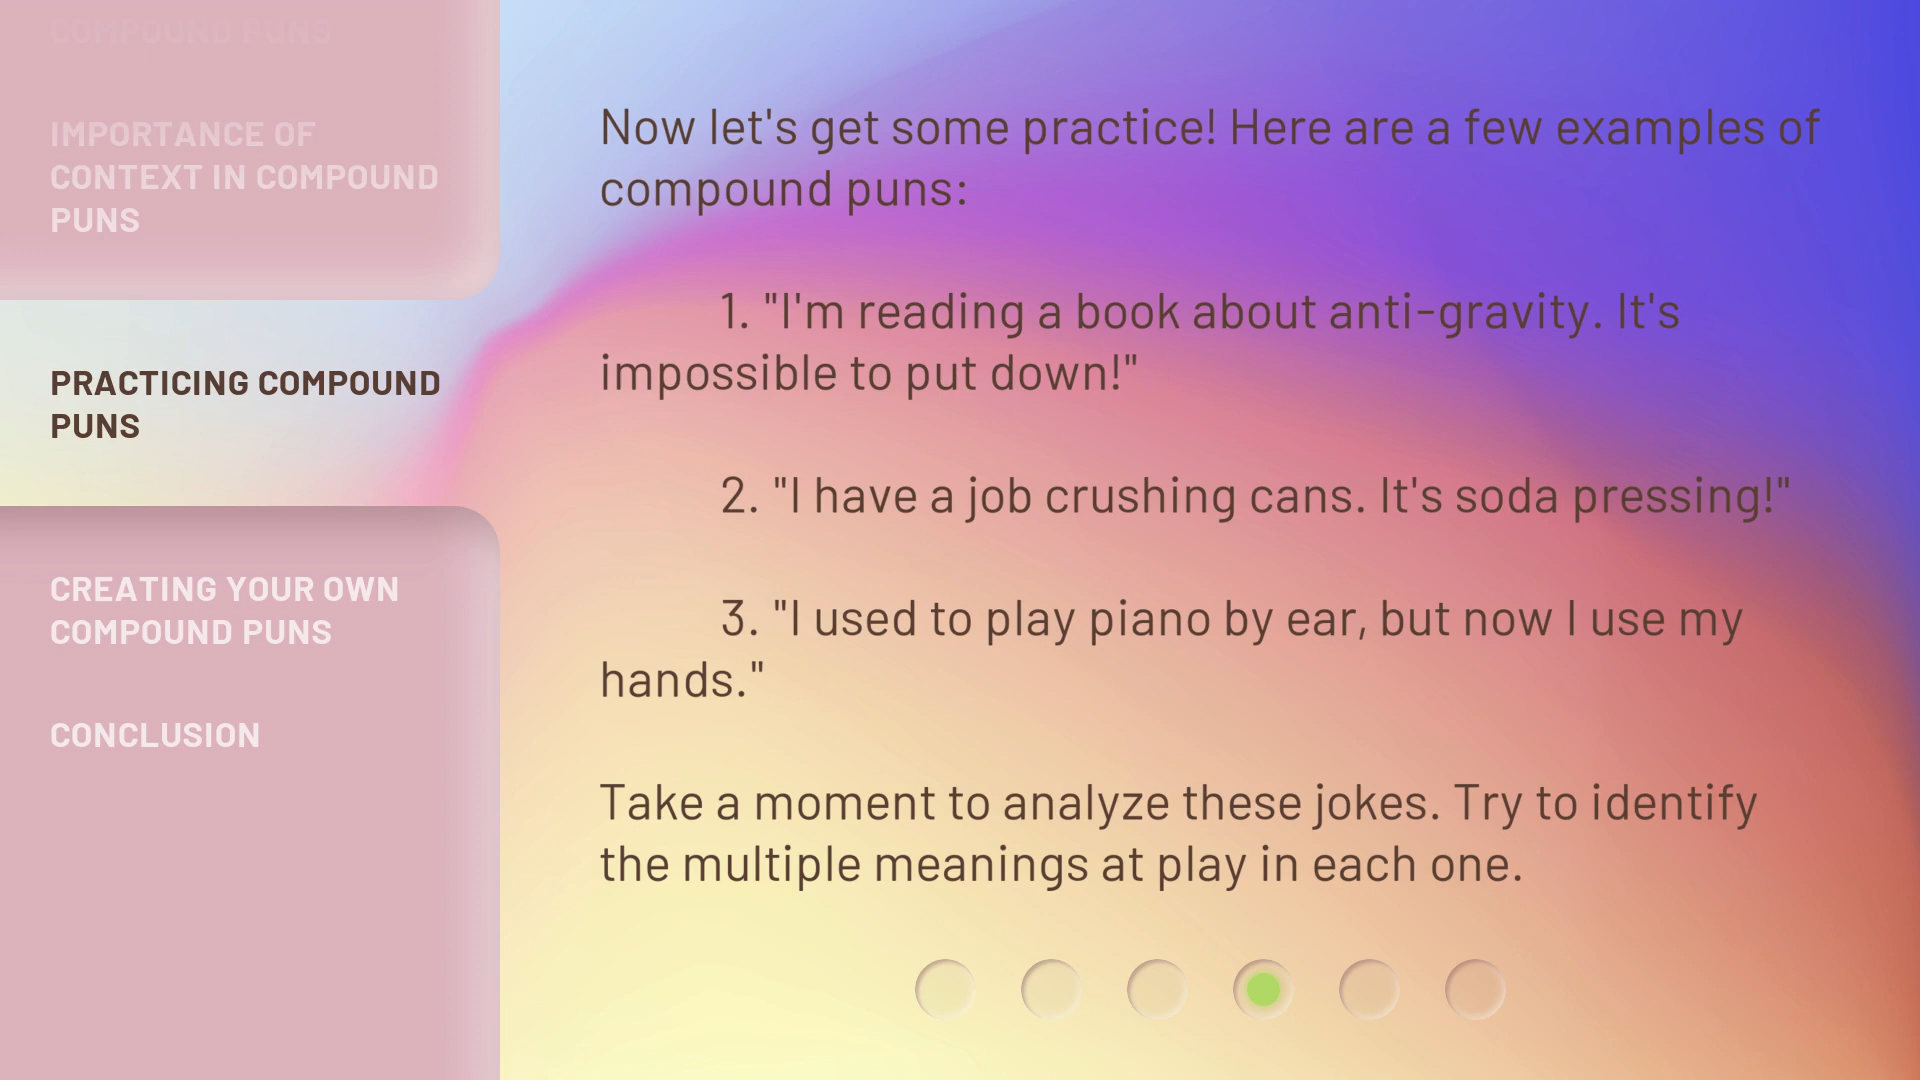 COMPOUND PUNS
IMPORTANCE OF
CONTEXT IN COMPOUND
PUNS
PRACTICING COMPOUND
PUNS
CREATING YOUR OWN
COMPOUND PUNS
CONCLUSION
Now let's get some practice! Here are a few examples of
compound puns:
1. "I'm reading a book about anti-gravity. It's
impossible to put down!"
2. "I have a job crushing cans. It's soda pressing!"
3. "I used to play piano by ear, but now I use my
hands."
Take a moment to analyze these jokes. Try to identify
the multiple meanings at play in each one.